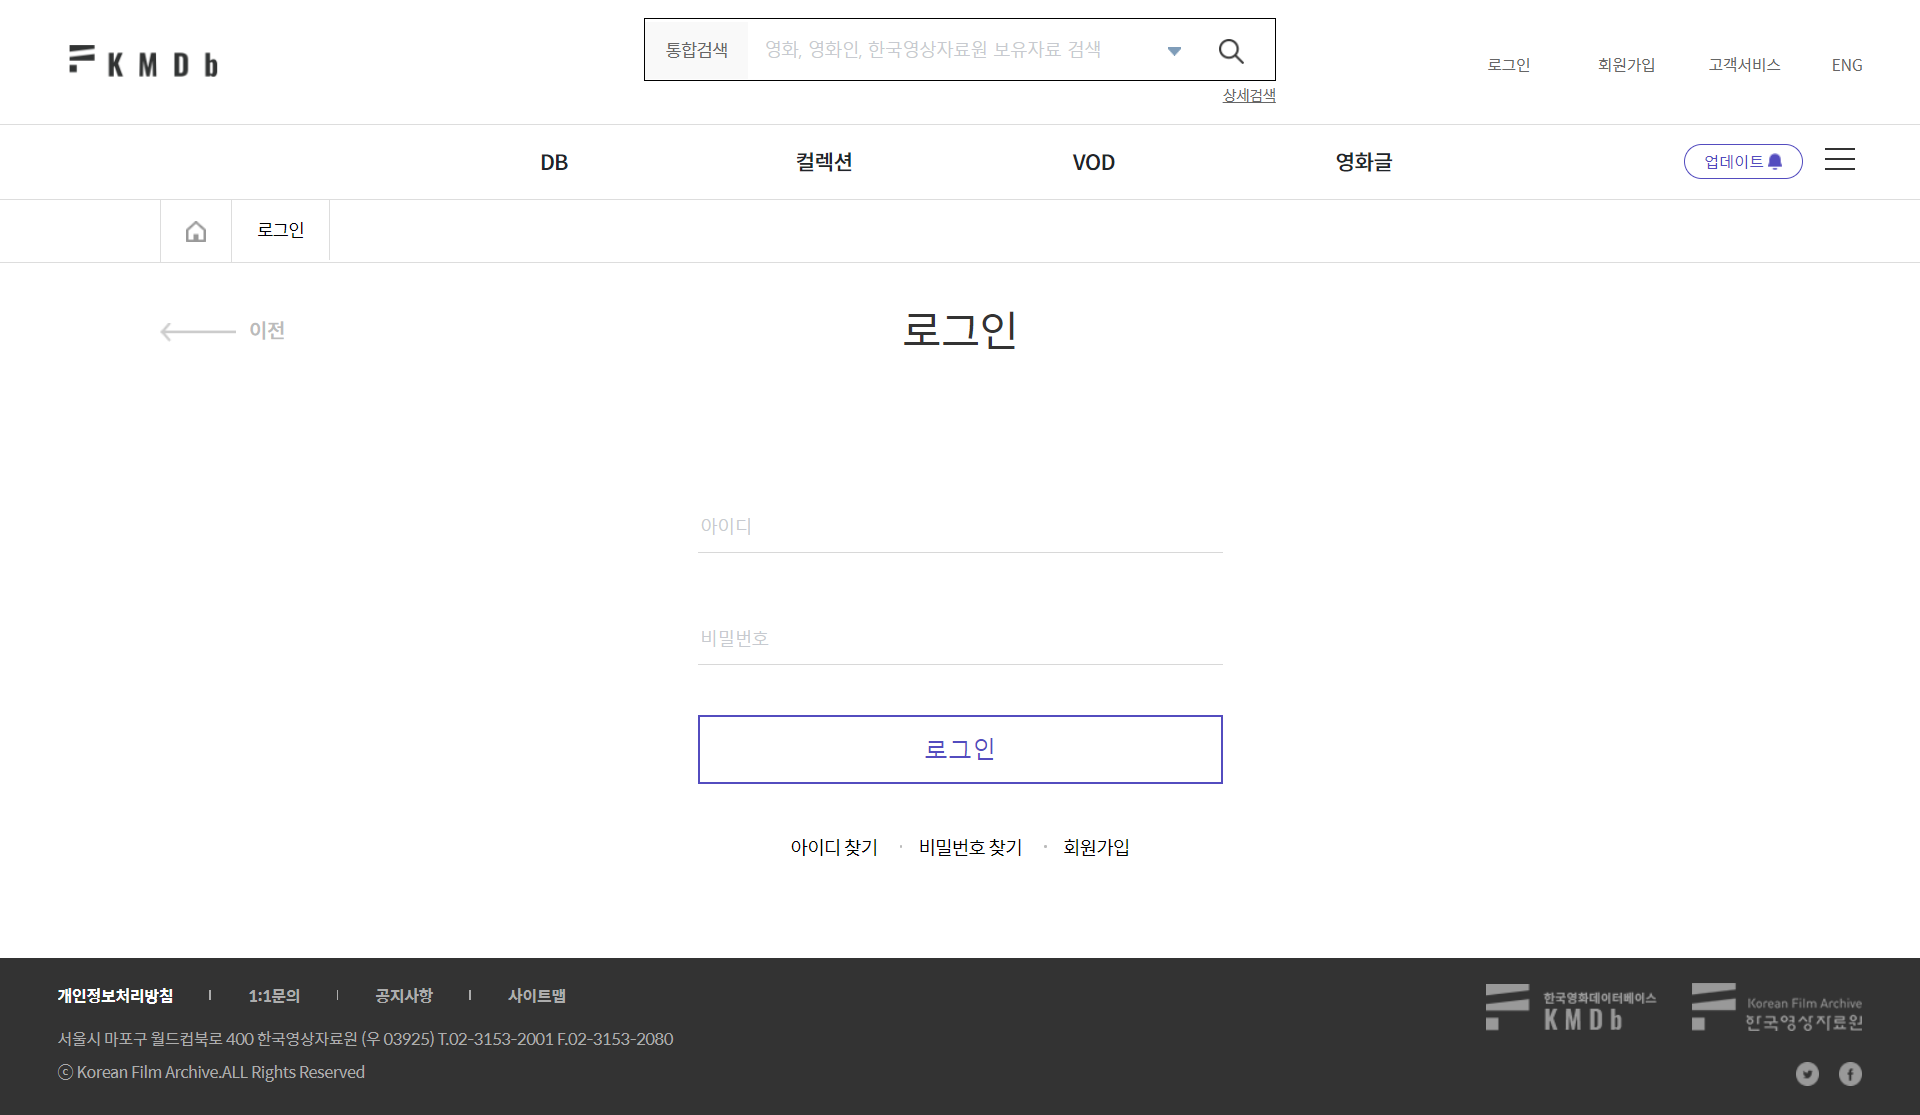 KMDb
통합검색
영화, 영화인, 한국영상자료원 보유자료 검색
상세검색
로그인
회원가입
고객서비스
ENG
DB
컬렉션
VOD
영화글
업데이트
로그인
이전
로그인
아이디
비밀번호
로그인
아이디 찾기 · 비밀번호 찾기 · 회원가입
개인정보처리방침 | 1:1문의 | 공지사항 | 사이트맵
서울시 마포구 월드컵북로 400 한국영상자료원 (우 03925) T.02-3153-2001 F.02-3153-2080
ⓒ Korean Film Archive.ALL Rights Reserved
한국영화데이터베이스
KMDb
Korean Film Archive
한국영상자료원